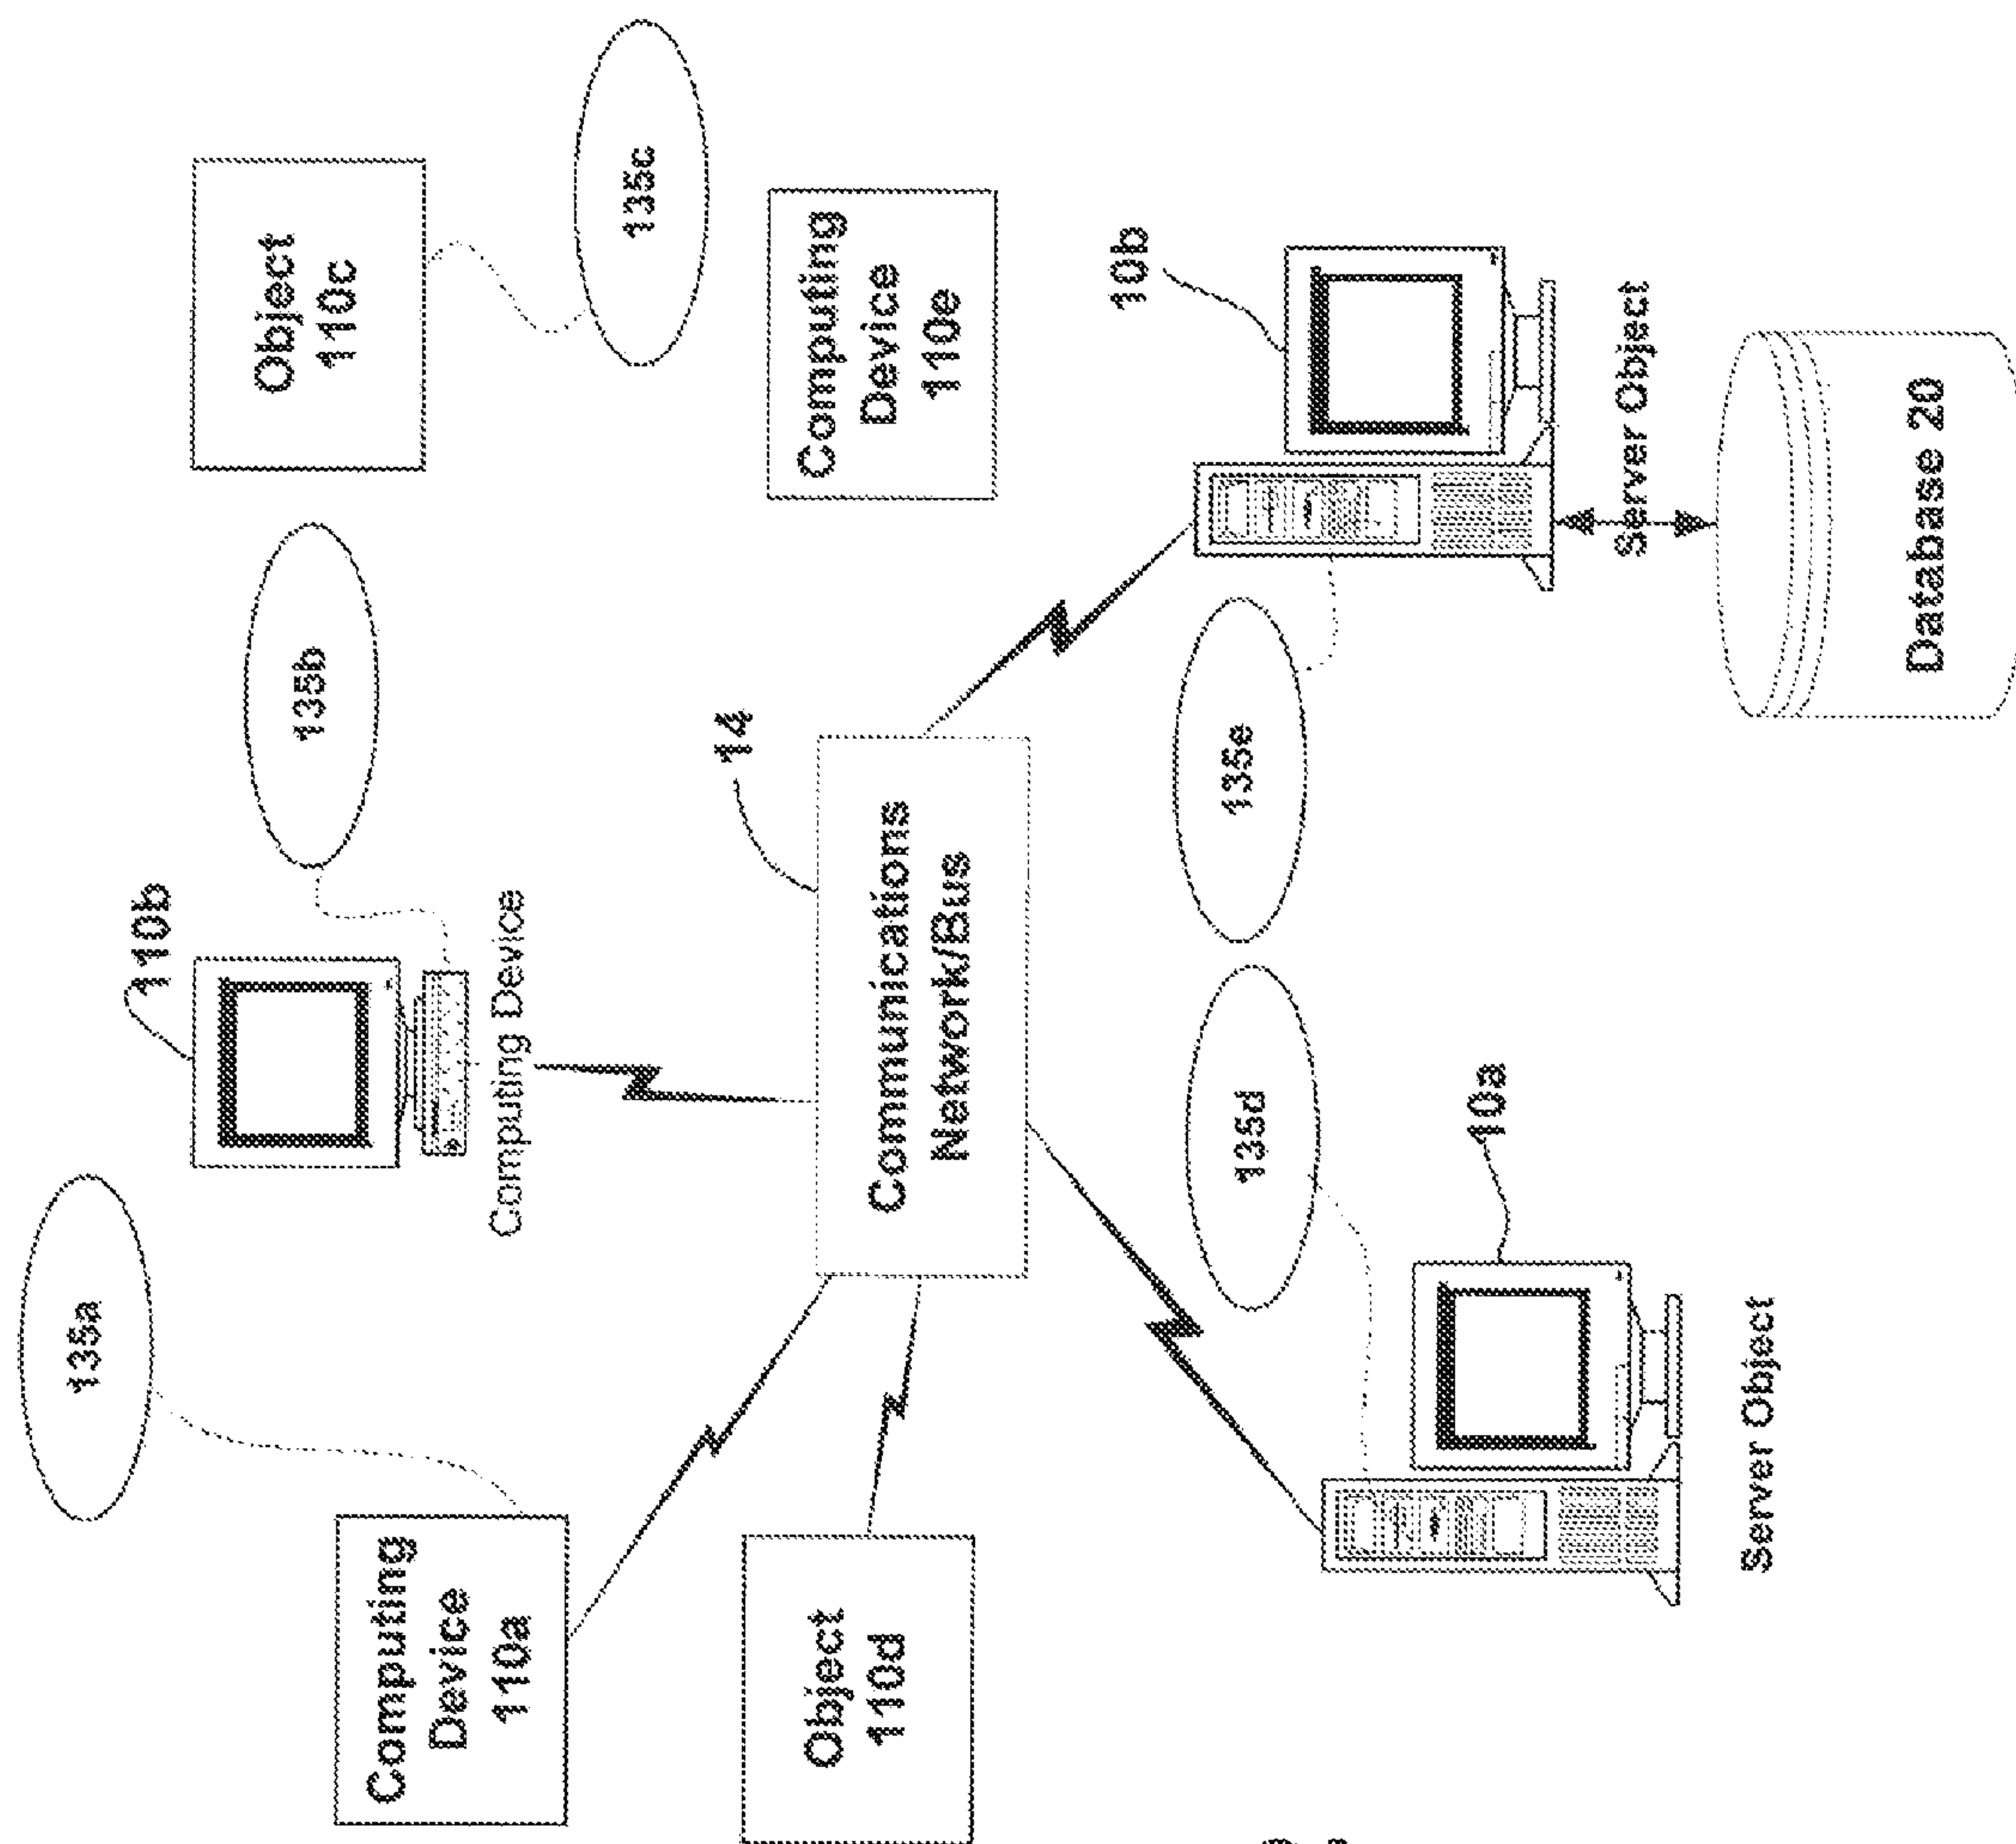 135a
110b
135b
Object
110c
Computing
Device
110a
Computing Device
135c
14
Object
110d
Communications
Network/Bus
Computing
Device
110e
10b
135d
135e
10a
Server Object
Server Object
Database 20